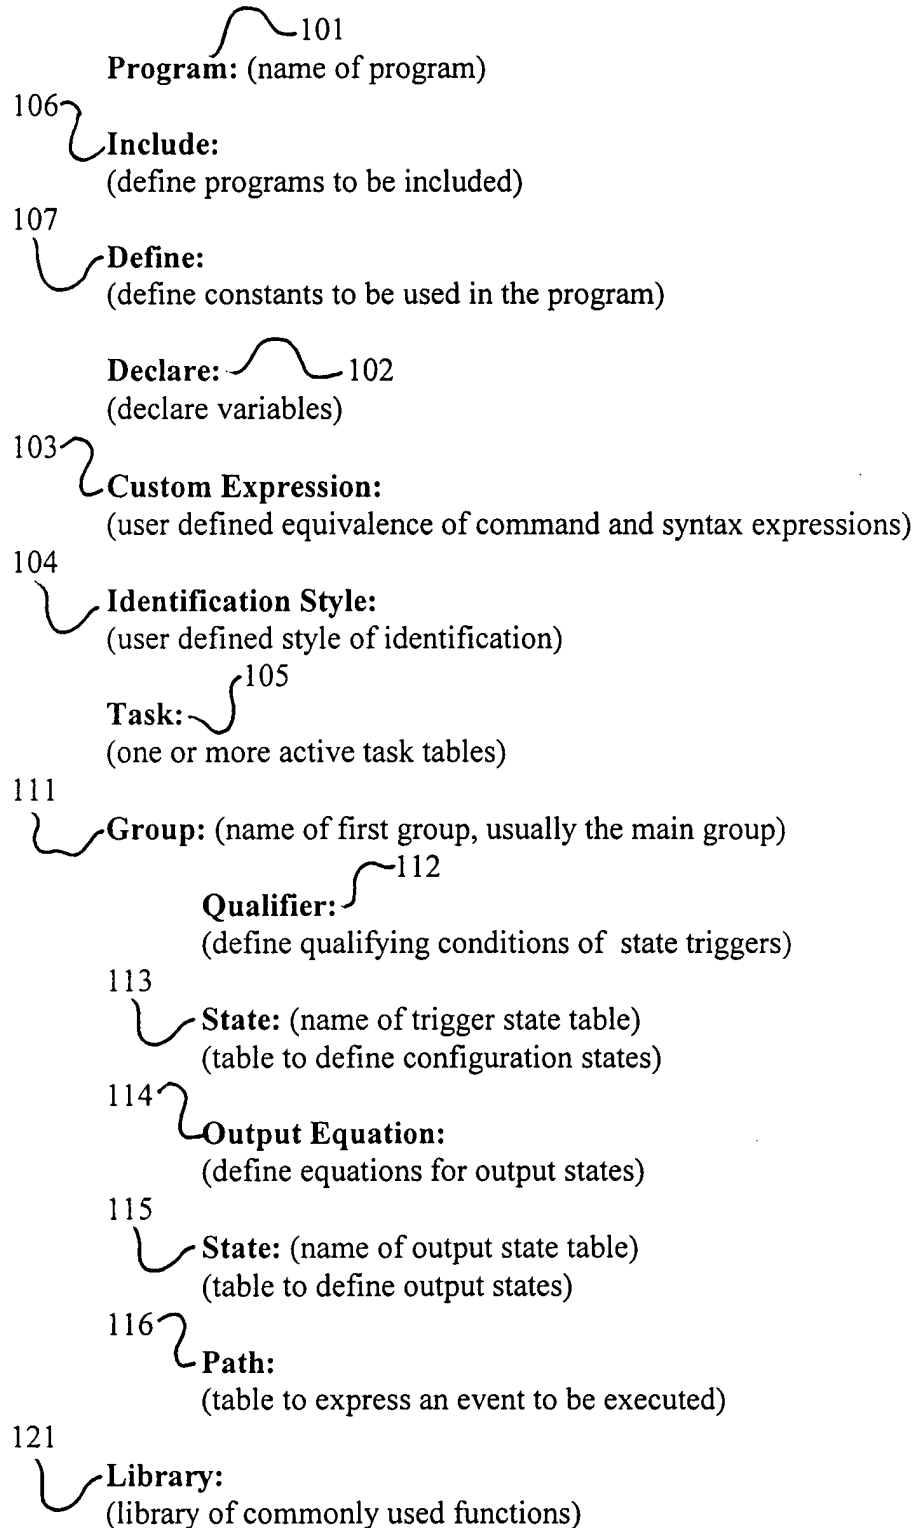 101
Program: (name of program)
106
Include:
(define programs to be included)
107
Define:
(define constants to be used in the program)
Declare: 102
(declare variables)
103
Custom Expression:
(user defined equivalence of command and syntax expressions)
104
Identification Style:
(user defined style of identification)
105
Task:
(one or more active task tables)
111
Group: (name of first group, usually the main group)
112
Qualifier:
(define qualifying conditions of state triggers)
113
State: (name of trigger state table)
(table to define configuration states)
114
Output Equation:
(define equations for output states)
115
State: (name of output state table)
(table to define output states)
116
Path:
(table to express an event to be executed)
121
Library:
(library of commonly used functions)